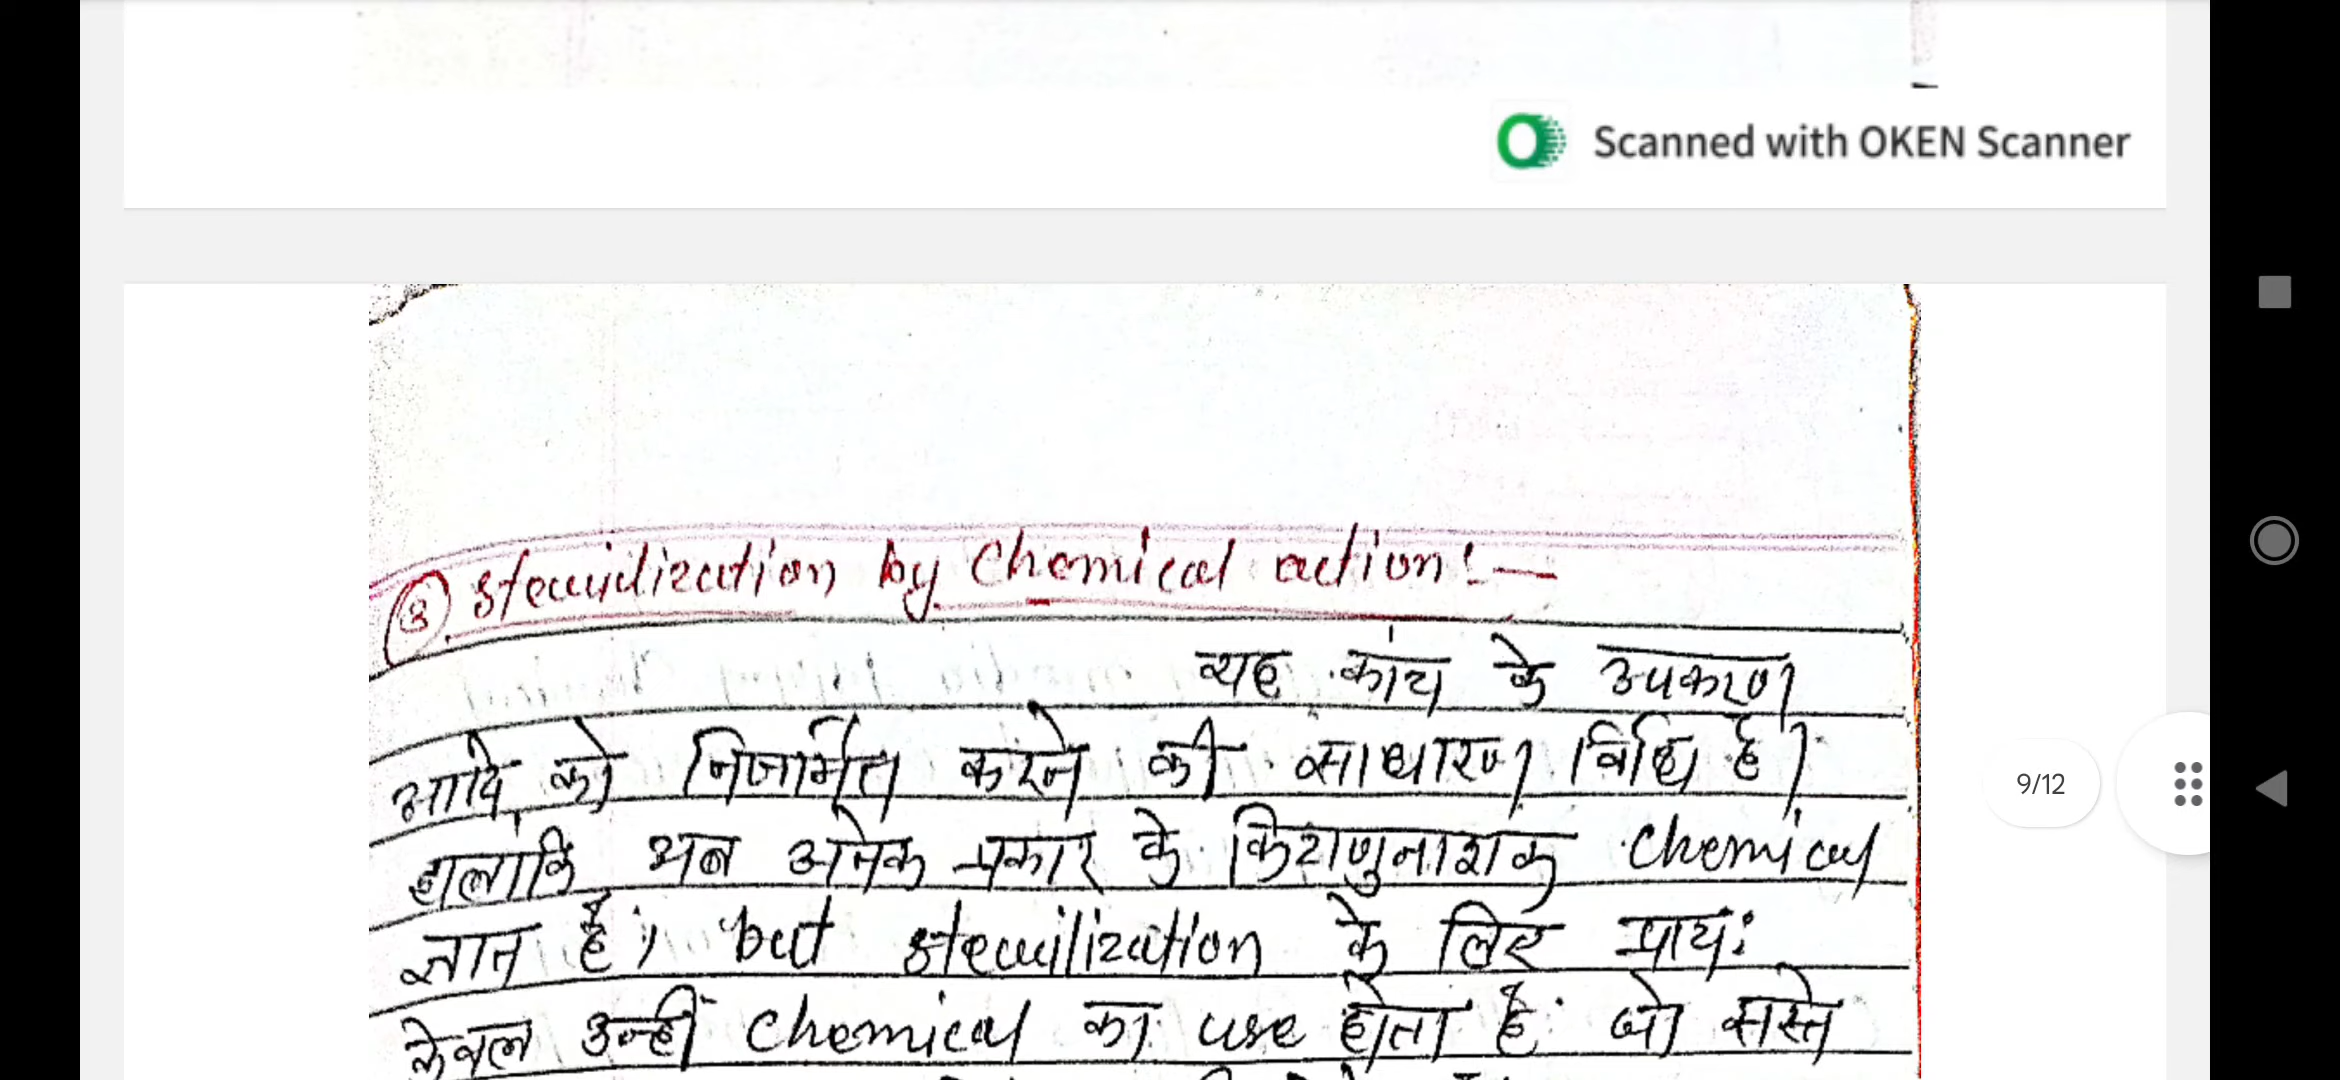 Scanned with OKEN Scanner
③ sterilization by Chemical action:—
यह कांच के उपकरण
आदि को निजर्मित करने की साधारण विधि है।
हालांकि अब अनेक प्रकार के किटाणुनाशक Chemical
ज्ञात है, but sterilization के लिए प्रायः
केवल उन्हीं Chemical का use होता है जो सस्ते
9/12